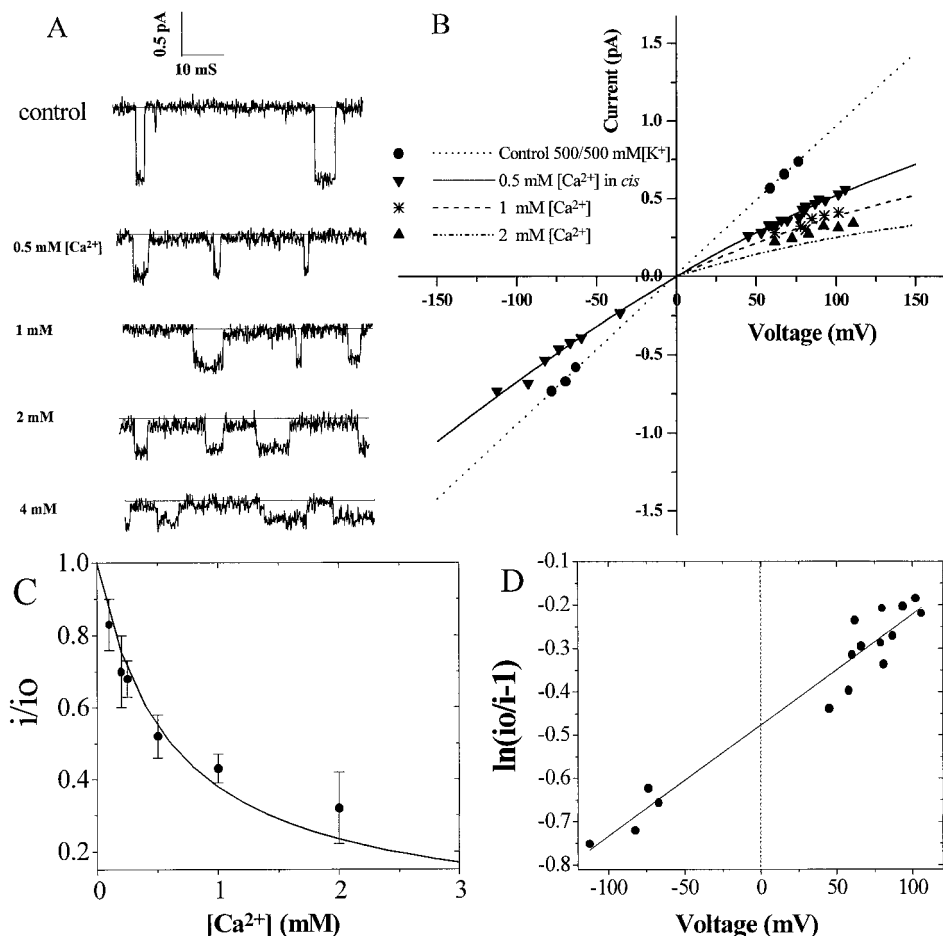 A
0.5 pA
10 mS
control
0.5 mM [Ca²⁺]
1 mM
2 mM
4 mM
B
Current (pA)
1.5
1.0
0.5
0.0
-0.5
-1.0
-1.5
-150 -100 -50 0 50 100 150
Voltage (mV)
Control 500/500 mM[K⁺]
0.5 mM [Ca²⁺] in cis
1 mM [Ca²⁺]
2 mM [Ca²⁺]
C
i/io
1.0
0.8
0.6
0.4
0.2
0 1 2 3
[Ca²⁺] (mM)
D
ln(io/i-1)
-0.1
-0.2
-0.3
-0.4
-0.5
-0.6
-0.7
-0.8
-100 -50 0 50 100
Voltage (mV)